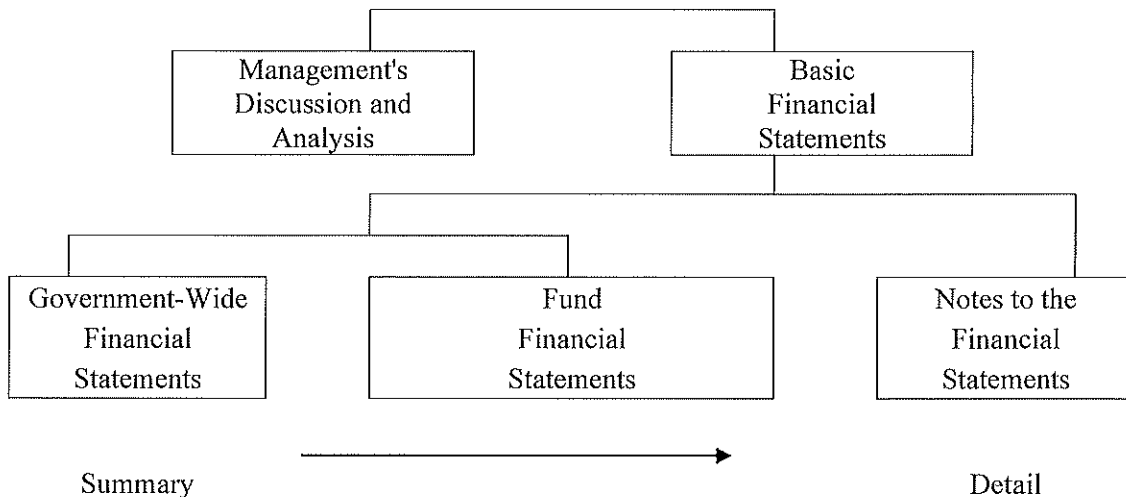 Management's
Discussion and
Analysis
Basic
Financial
Statements
Government-Wide
Financial
Statements
Fund
Financial
Statements
Notes to the
Financial
Statements
Summary
Detail